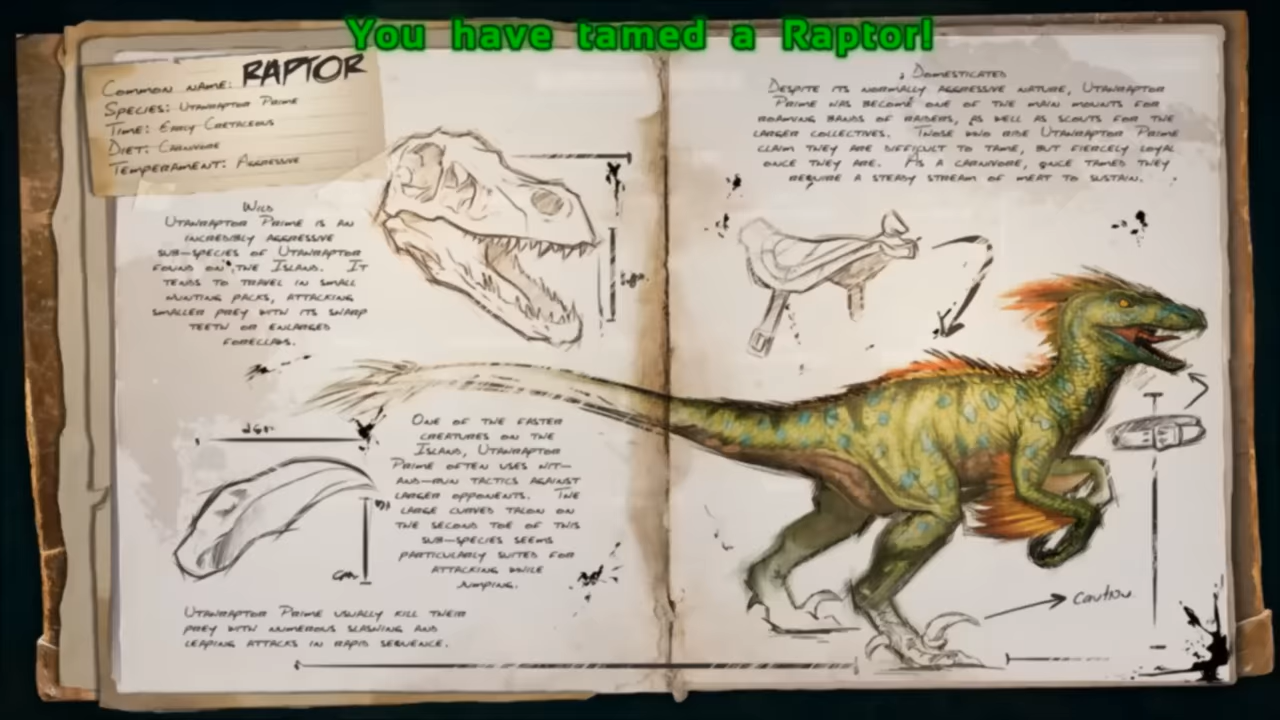 You have tamed a Raptor!
Common name: RAPTOR
Species: Utahraptor Prime
Time: Early Cretaceous
Diet: Carnivore
Temperament: Aggressive
Wild
Utahraptor Prime is an
incredibly aggressive
sub-species of Utahraptor
found on the Island. It
tends to travel in small
hunting packs, attacking
smaller prey with its sharp
teeth or enlarged
foreclaws.
One of the faster
creatures on the
Island, Utahraptor
Prime often uses hit-
and-run tactics against
larger opponents. The
large curved talon on
the second toe of this
sub-species seems
particularly suited for
attacking while
jumping.
Utahraptor Prime usually kill their
prey with numerous slashing and
leaping attacks in rapid sequence.
Domesticated
Despite its normally aggressive nature, Utahraptor
Prime has become one of the main mounts for
roaming bands of raiders, as well as scouts for the
larger collectives. Those who ride Utahraptor Prime
claim they are difficult to tame, but fiercely loyal
once they are. As a carnivore, once tamed they
require a steady stream of meat to sustain.
Caution